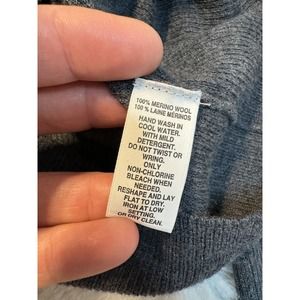 100% MERINO WOOL
100% LAINE MERINOS
HAND WASH IN
COOL WATER.
WITH MILD
DETERGENT.
DO NOT TWIST OR
WRING.
ONLY
NON-CHLORINE
BLEACH WHEN
NEEDED.
RESHAPE AND LAY
FLAT TO DRY.
IRON AT LOW
SETTING.
OR DRY CLEAN.